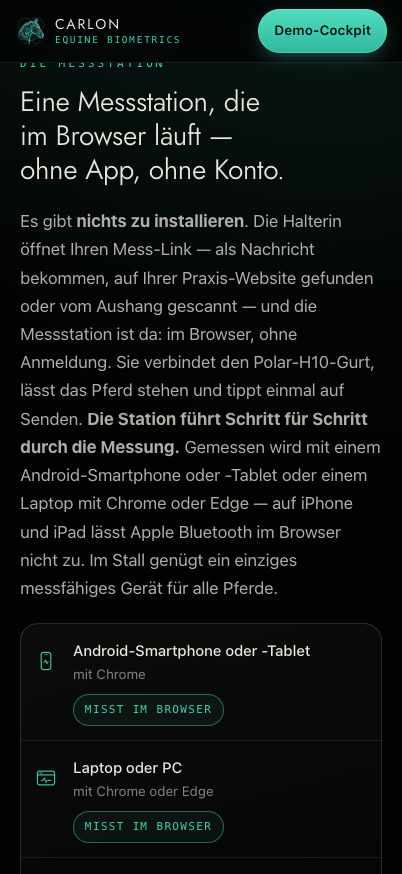 CARLON
EQUINE BIOMETRICS
Demo-Cockpit
DIE MESSSTATION
Eine Messstation, die
im Browser läuft —
ohne App, ohne Konto.
Es gibt nichts zu installieren. Die Halterin
öffnet Ihren Mess-Link — als Nachricht
bekommen, auf Ihrer Praxis-Website gefunden
oder vom Aushang gescannt — und die
Messstation ist da: im Browser, ohne
Anmeldung. Sie verbindet den Polar-H10-Gurt,
lässt das Pferd stehen und tippt einmal auf
Senden. Die Station führt Schritt für Schritt
durch die Messung. Gemessen wird mit einem
Android-Smartphone oder -Tablet oder einem
Laptop mit Chrome oder Edge — auf iPhone
und iPad lässt Apple Bluetooth im Browser
nicht zu. Im Stall genügt ein einziges
messfähiges Gerät für alle Pferde.
Android-Smartphone oder -Tablet
mit Chrome
MISST IM BROWSER
Laptop oder PC
mit Chrome oder Edge
MISST IM BROWSER